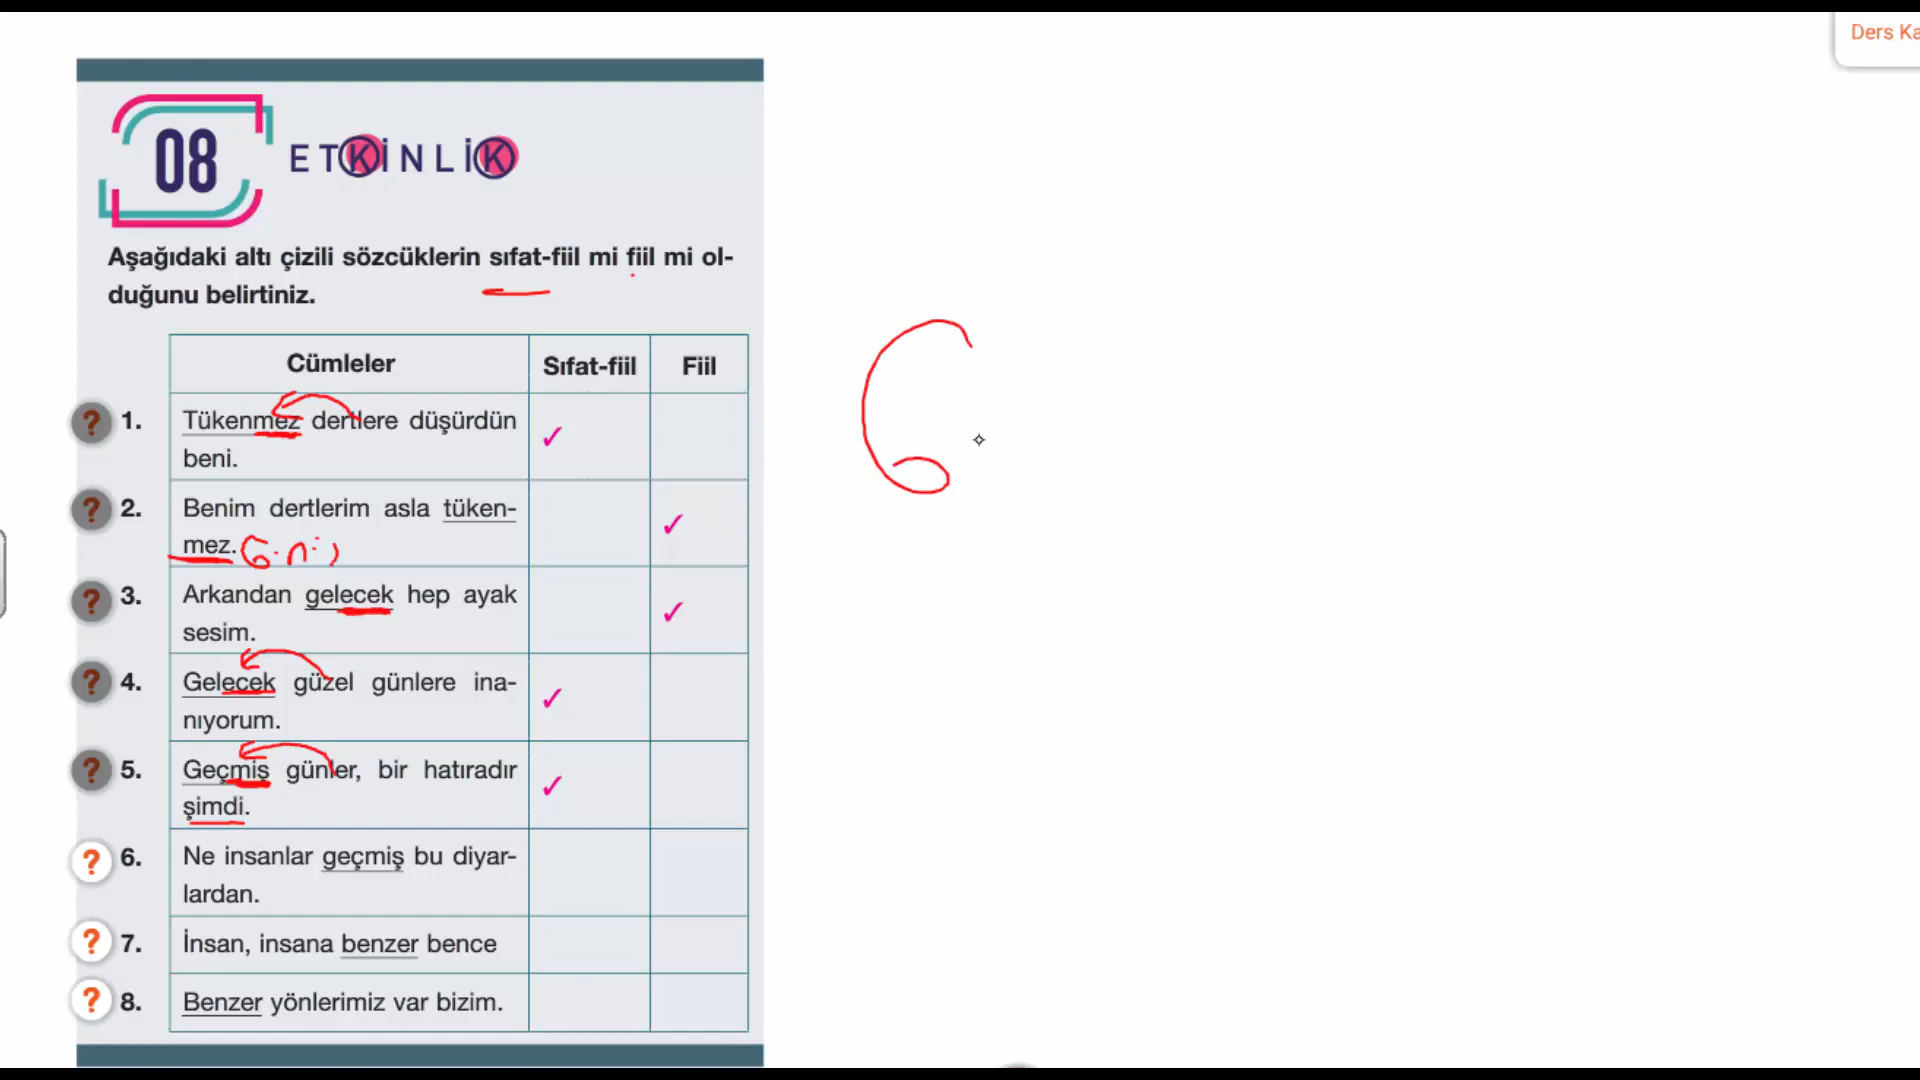 Ders Ka
08
ETKİNLİK
Aşağıdaki altı çizili sözcüklerin sıfat-fiil mi fiil mi ol-
duğunu belirtiniz.
Cümleler Sıfat-fiil Fiil
? 1. Tükenmez dertlere düşürdün ✓
beni.
? 2. Benim dertlerim asla tüken- ✓
mez.
? 3. Arkandan gelecek hep ayak ✓
sesim.
? 4. Gelecek güzel günlere ina- ✓
nıyorum.
? 5. Geçmiş günler, bir hatıradır ✓
şimdi.
? 6. Ne insanlar geçmiş bu diyar-
lardan.
? 7. İnsan, insana benzer bence
? 8. Benzer yönlerimiz var bizim.